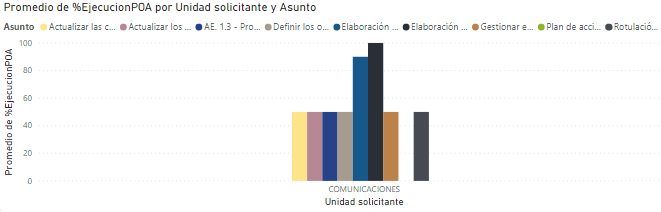 Promedio de %EjecucionPOA por Unidad solicitante y Asunto
Asunto Actualizar las c... Actualizar los ... AE. 1.3 - Pro... Definir los o... Elaboración ... Elaboración ... Gestionar e... Plan de acci... Rotulació...
Promedio de %EjecucionPOA
100
80
60
40
20
0
COMUNICACIONES
Unidad solicitante